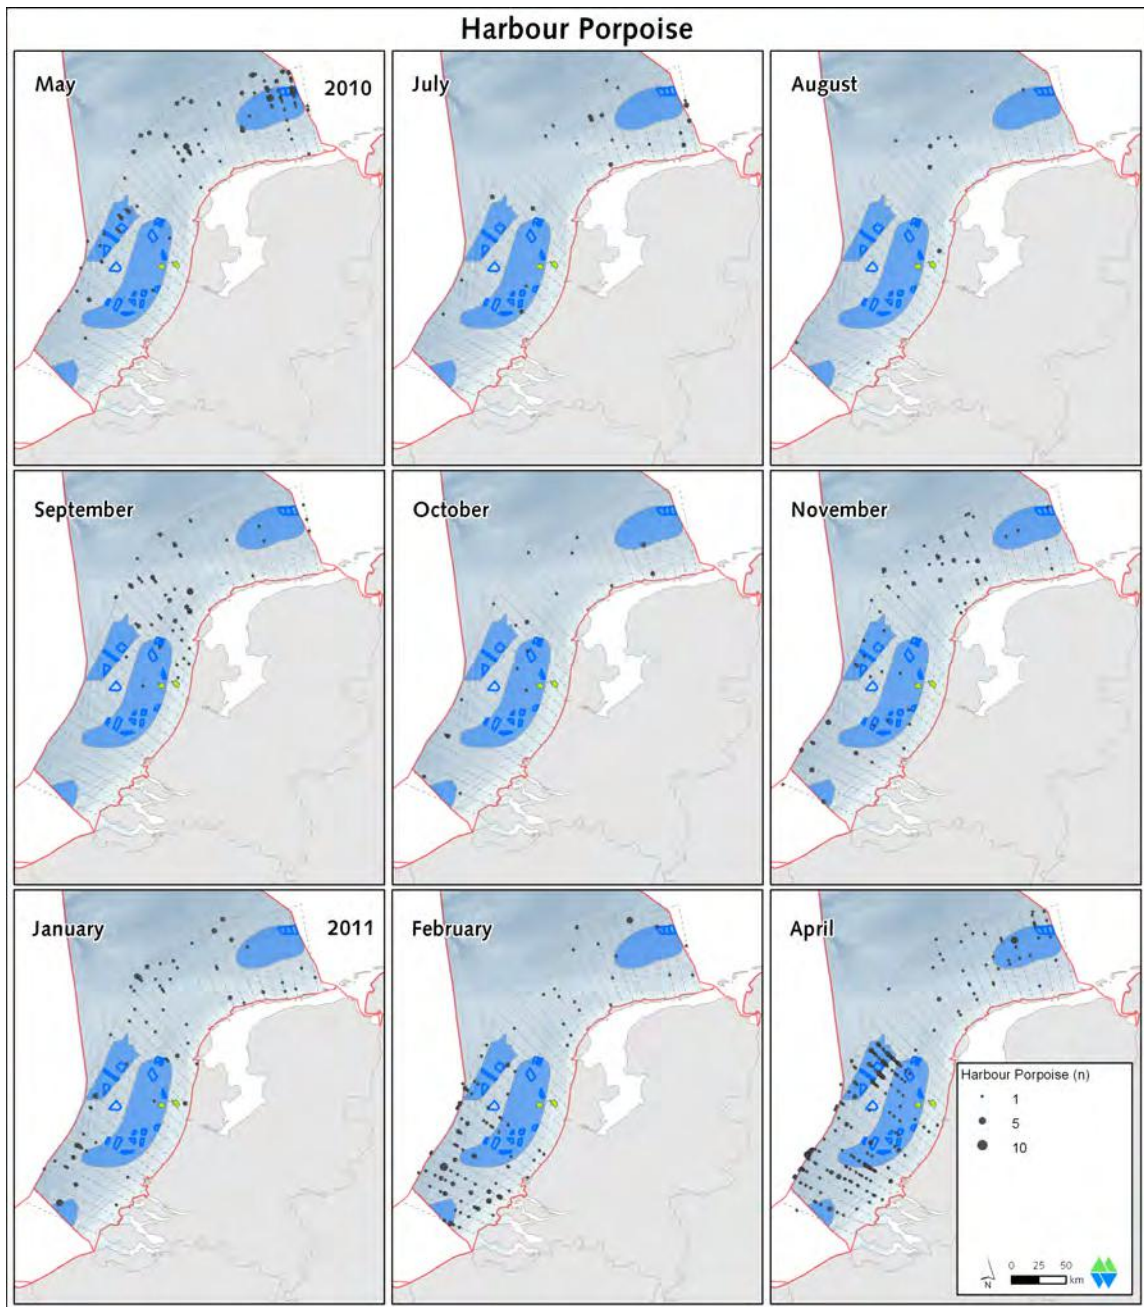 Harbour Porpoise
May
2010
July
August
September
October
November
January
2011
February
April
Harbour Porpoise (n)
1
5
10
N
0 25 50
km